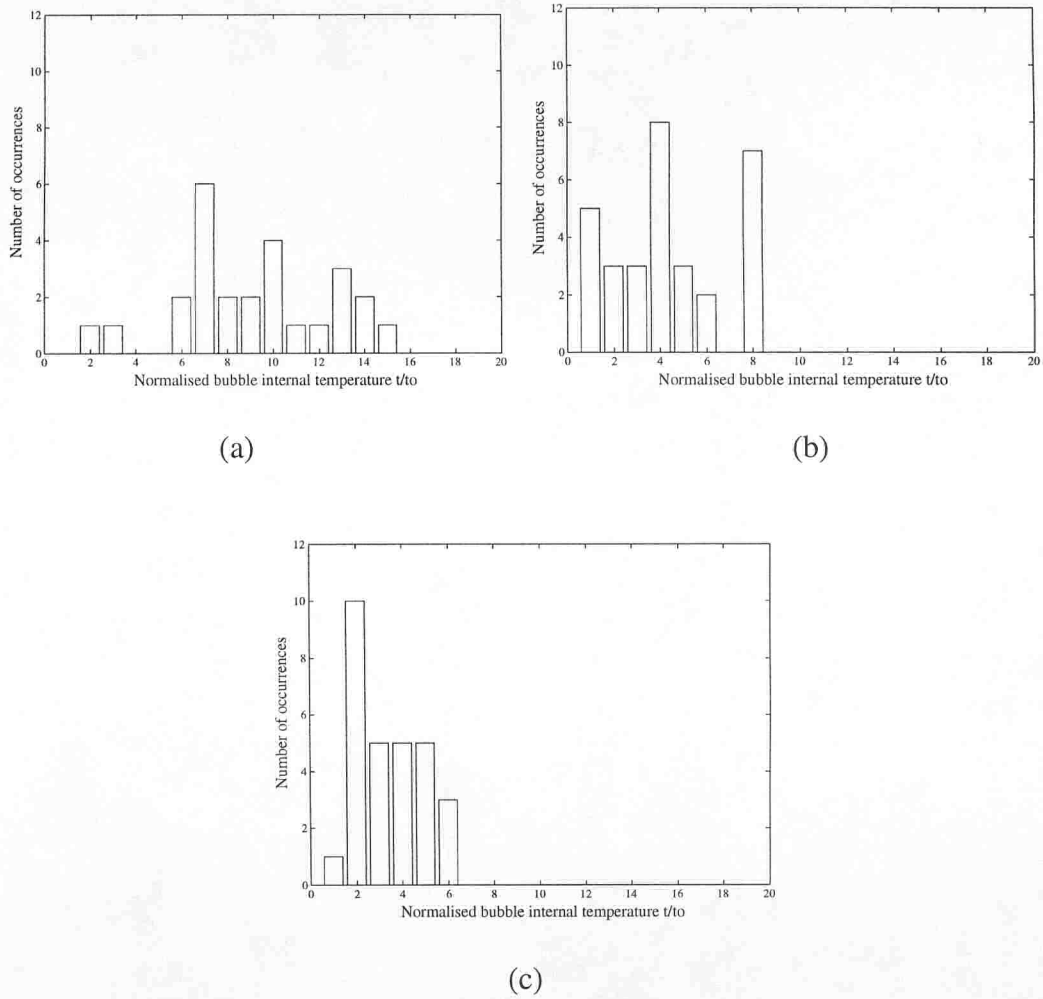 12
10
8
6
4
2
0
Number of occurrences
0 2 4 6 8 10 12 14 16 18 20
Normalised bubble internal temperature t/to
(a)
12
10
8
6
4
2
0
Number of occurrences
0 2 4 6 8 10 12 14 16 18 20
Normalised bubble internal temperature t/to
(b)
12
10
8
6
4
2
0
Number of occurrences
0 2 4 6 8 10 12 14 16 18 20
Normalised bubble internal temperature t/to
(c)